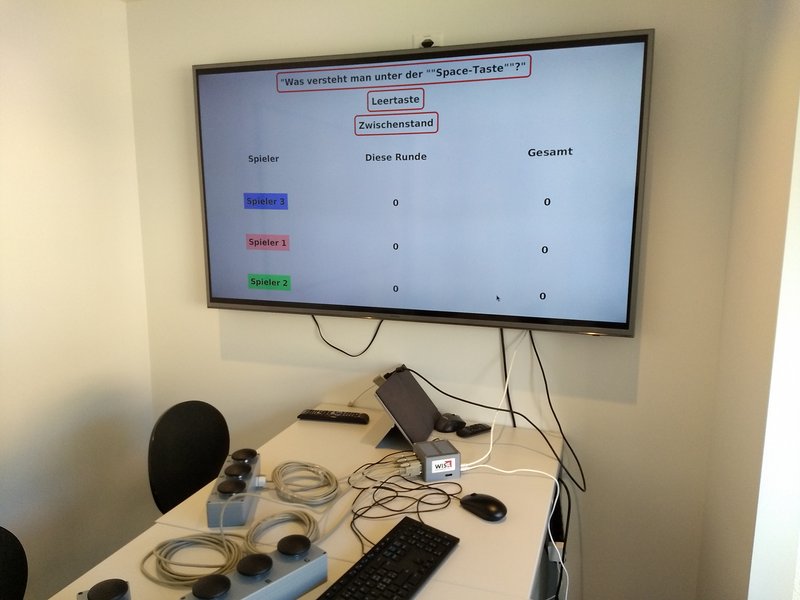 "Was versteht man unter der ""Space-Taste""?"
Leertaste
Zwischenstand
Spieler Diese Runde Gesamt
Spieler 3 0 0
Spieler 1 0 0
Spieler 2 0 0